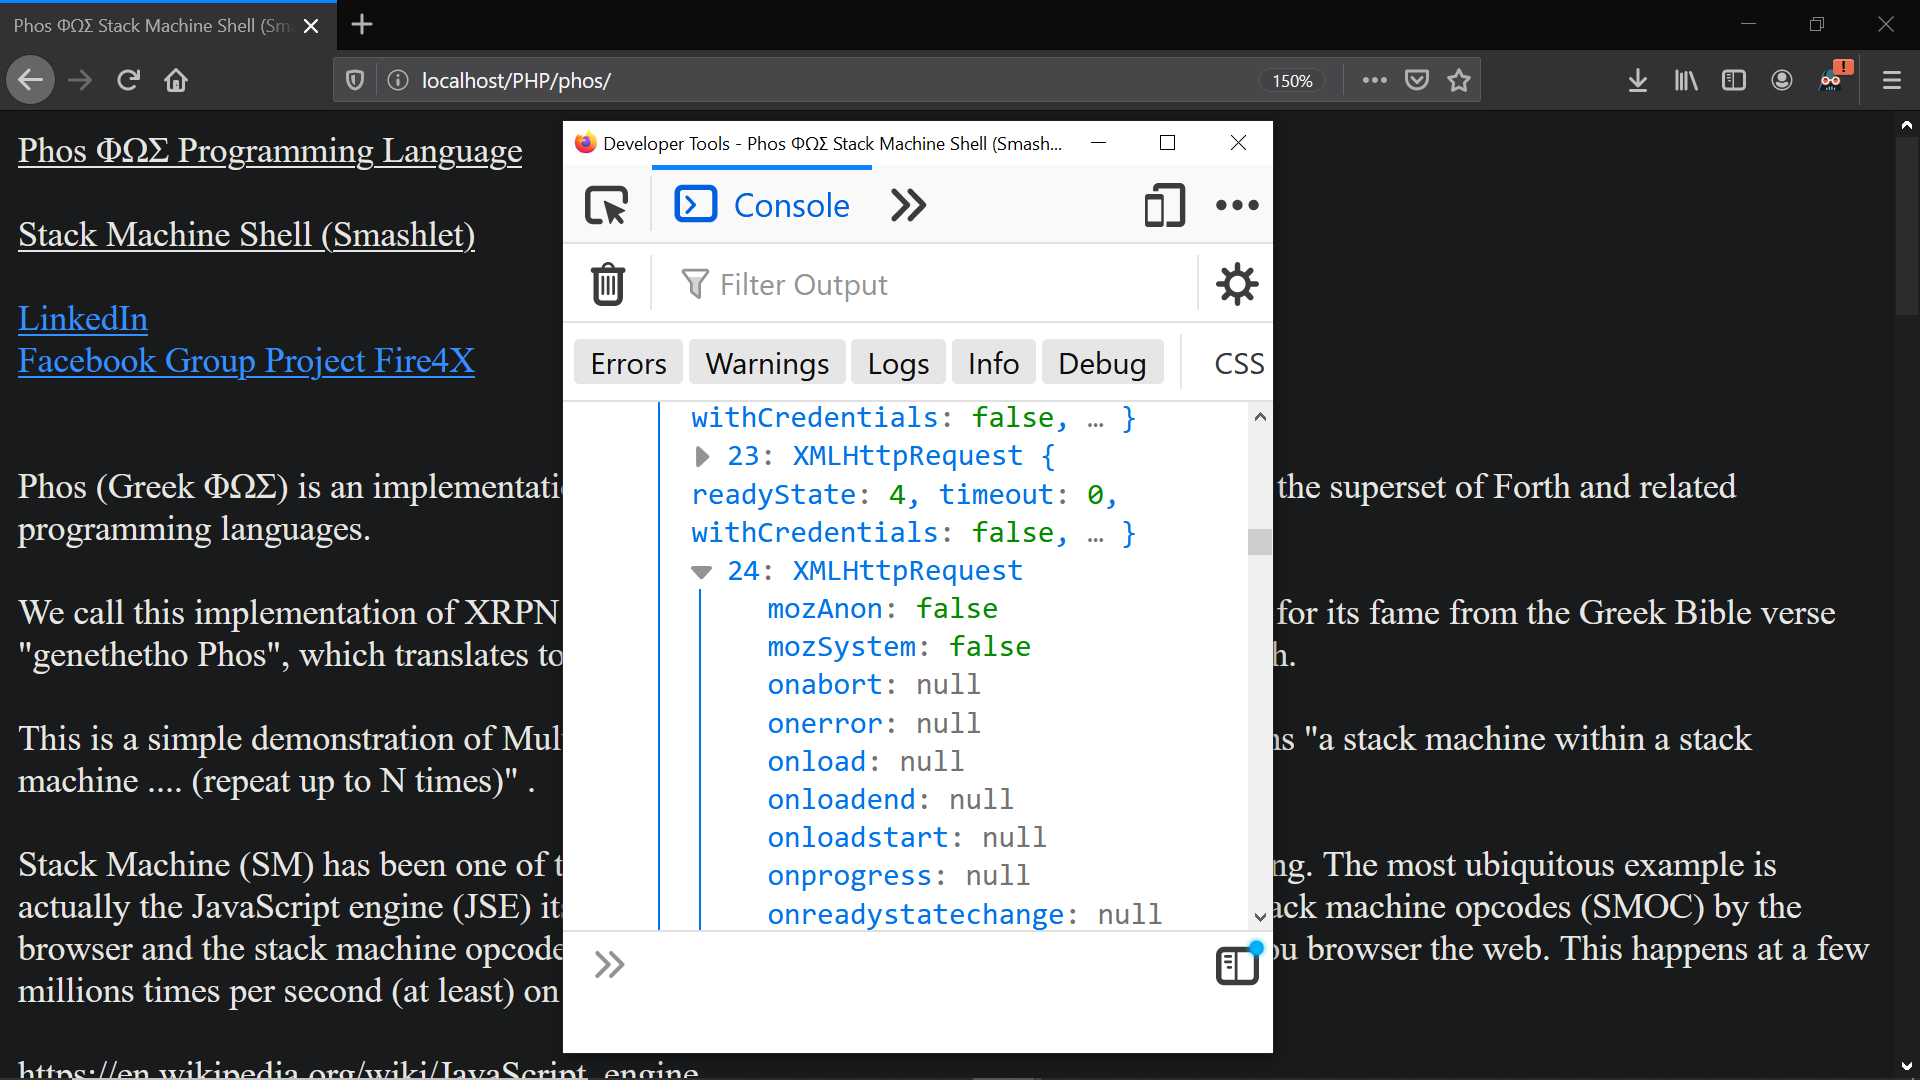 Phos ΦΩΣ Stack Machine Shell (Sm
localhost/PHP/phos/
150%
Phos ΦΩΣ Programming Language
Stack Machine Shell (Smashlet)
LinkedIn
Facebook Group Project Fire4X
Phos (Greek ΦΩΣ) is an implementati the superset of Forth and related
programming languages.
We call this implementation of XRPN for its fame from the Greek Bible verse
"genethetho Phos", which translates to h.
This is a simple demonstration of Mul ns "a stack machine within a stack
machine .... (repeat up to N times)" .
Stack Machine (SM) has been one of t ng. The most ubiquitous example is
actually the JavaScript engine (JSE) its ack machine opcodes (SMOC) by the
browser and the stack machine opcode ou browser the web. This happens at a few
millions times per second (at least) on
https://en.wikipedia.org/wiki/JavaScript_engine
Developer Tools - Phos ΦΩΣ Stack Machine Shell (Smash...
Console
Filter Output
Errors Warnings Logs Info Debug CSS
withCredentials: false, … }
23: XMLHttpRequest {
readyState: 4, timeout: 0,
withCredentials: false, … }
24: XMLHttpRequest
mozAnon: false
mozSystem: false
onabort: null
onerror: null
onload: null
onloadend: null
onloadstart: null
onprogress: null
onreadystatechange: null